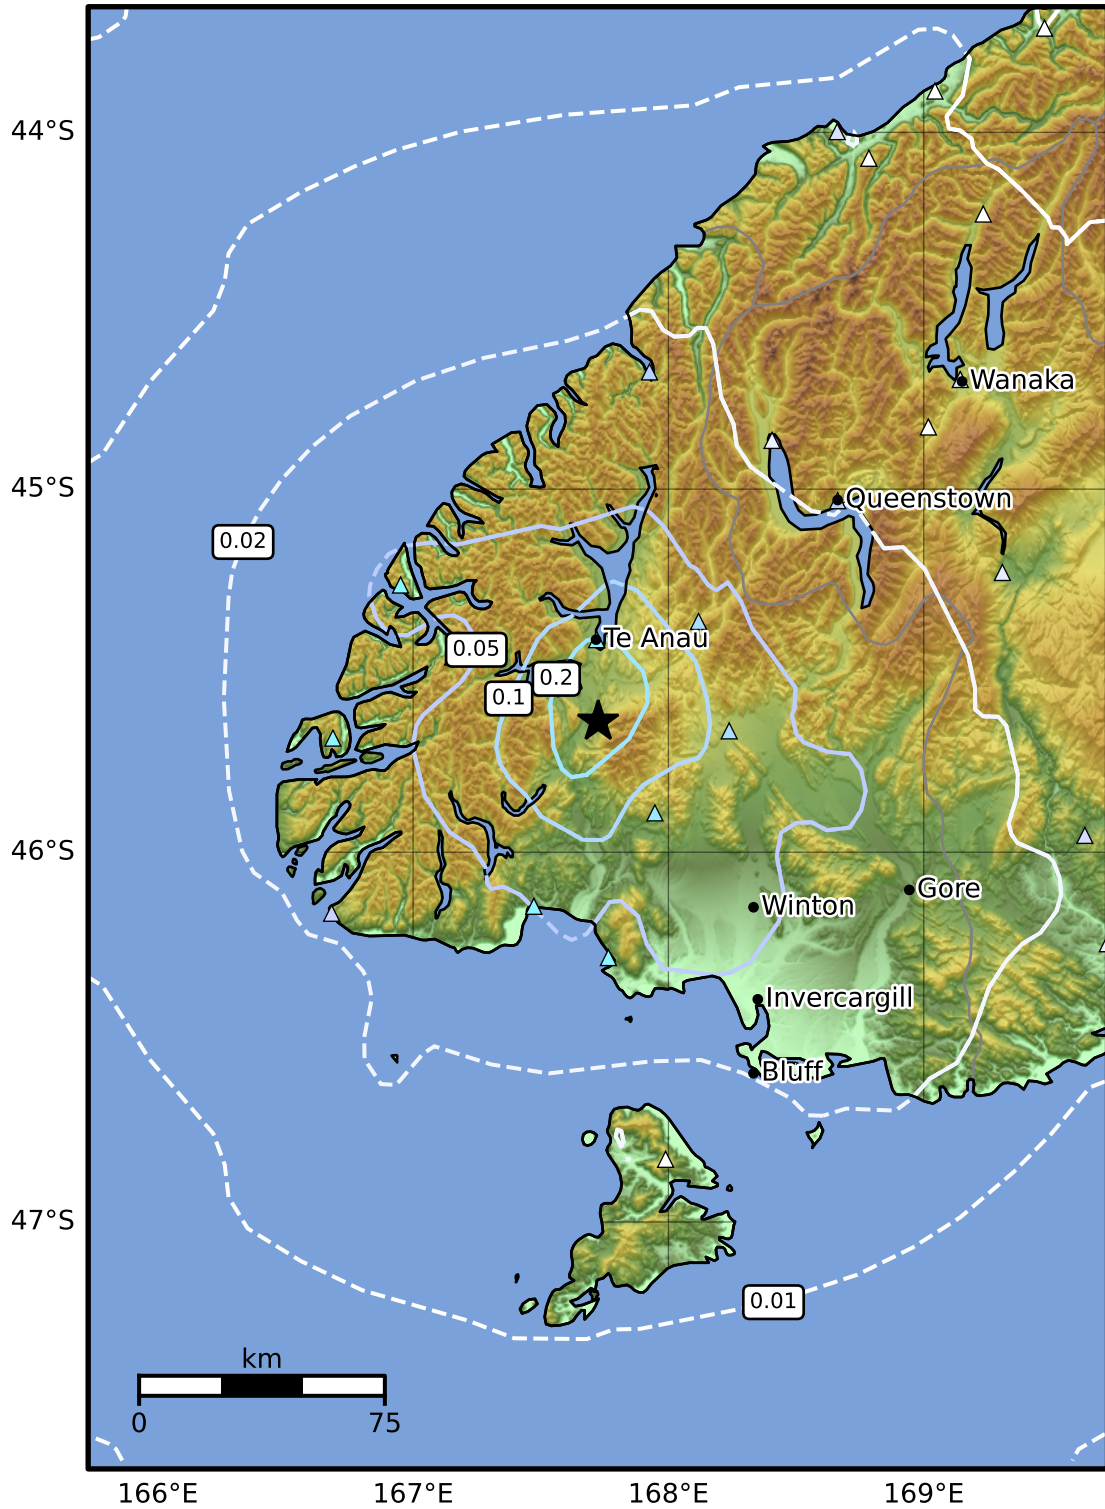 44°S
Wanaka
45°S
Queenstown
0.02
Te Anau
0.05
0.2
0.1
46°S
Gore
Winton
Invercargill
Bluff
47°S
0.01
km
0
75
166°E
167°E
168°E
169°E